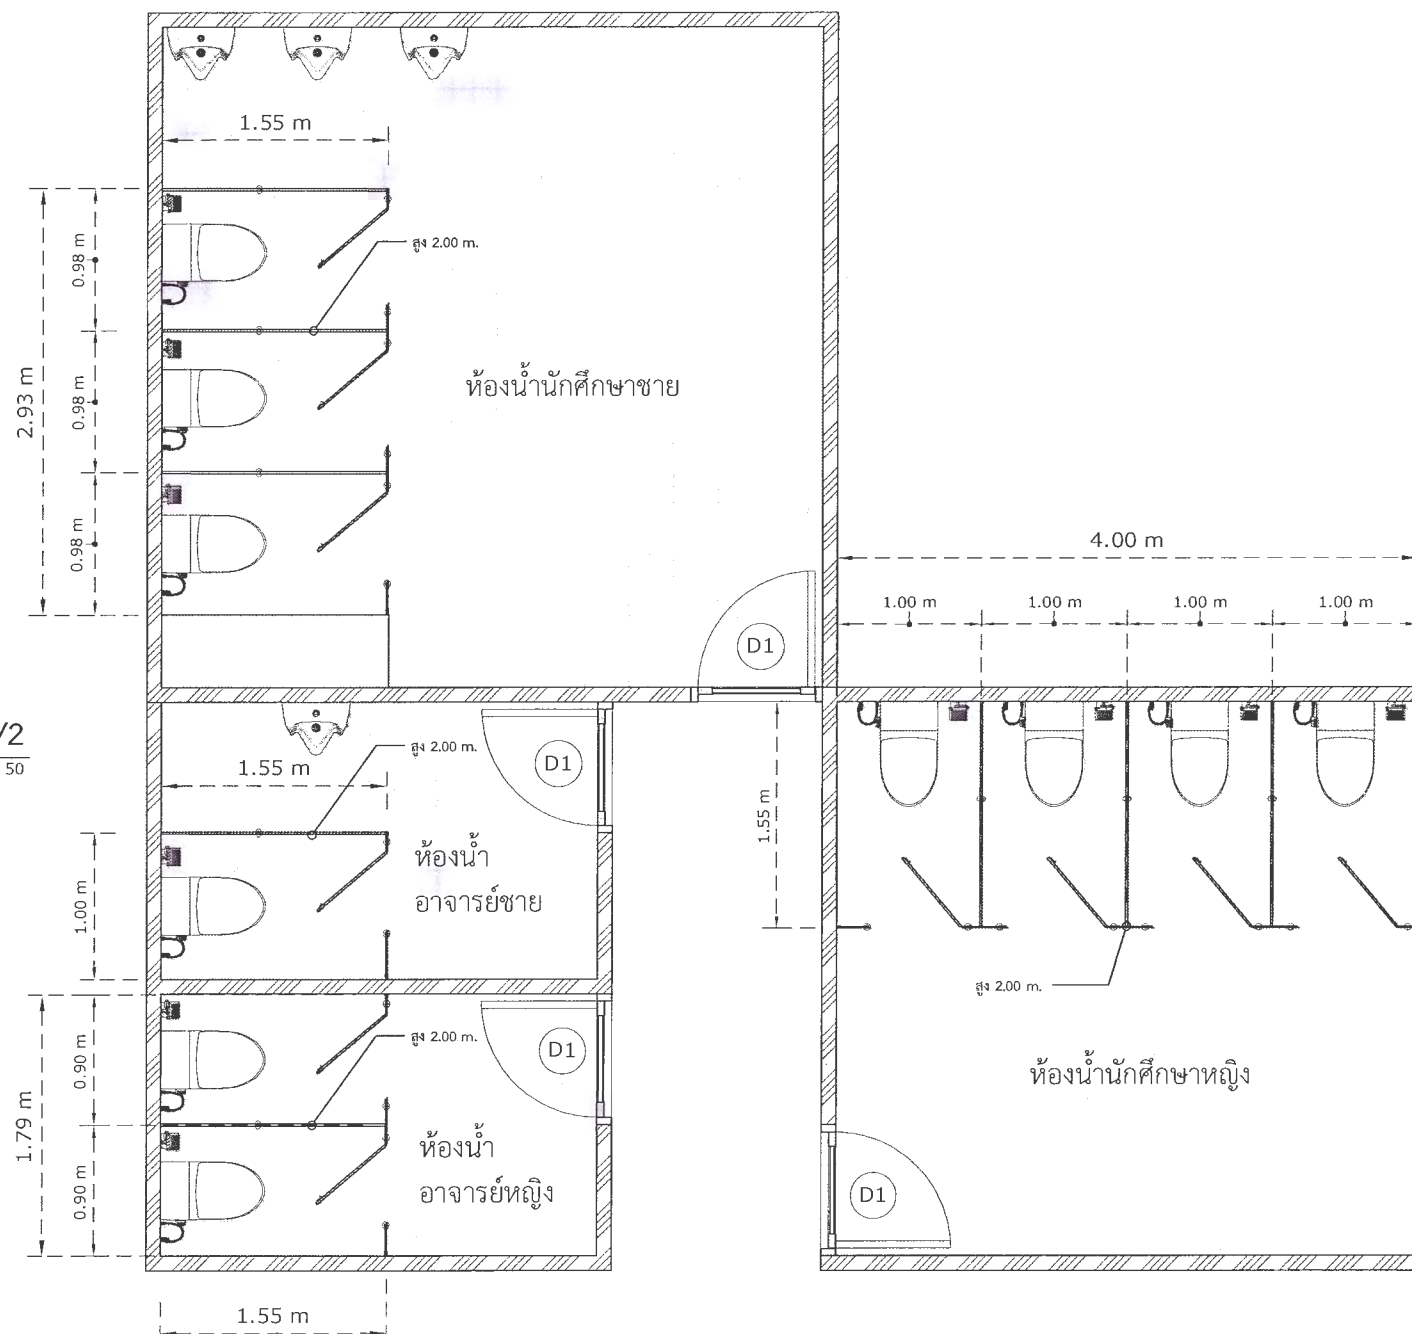 1.55 m
สูง 2.00 m.
0.98 m
0.98 m
0.98 m
2.93 m
ห้องน้ำนักศึกษาชาย
D1
4.00 m
1.00 m
1.00 m
1.00 m
1.00 m
/2
50
1.55 m
สูง 2.00 m.
D1
1.00 m
ห้องน้ำ
อาจารย์ชาย
1.55 m
สูง 2.00 m.
0.90 m
0.90 m
1.79 m
สูง 2.00 m.
D1
ห้องน้ำ
อาจารย์หญิง
ห้องน้ำนักศึกษาหญิง
D1
1.55 m